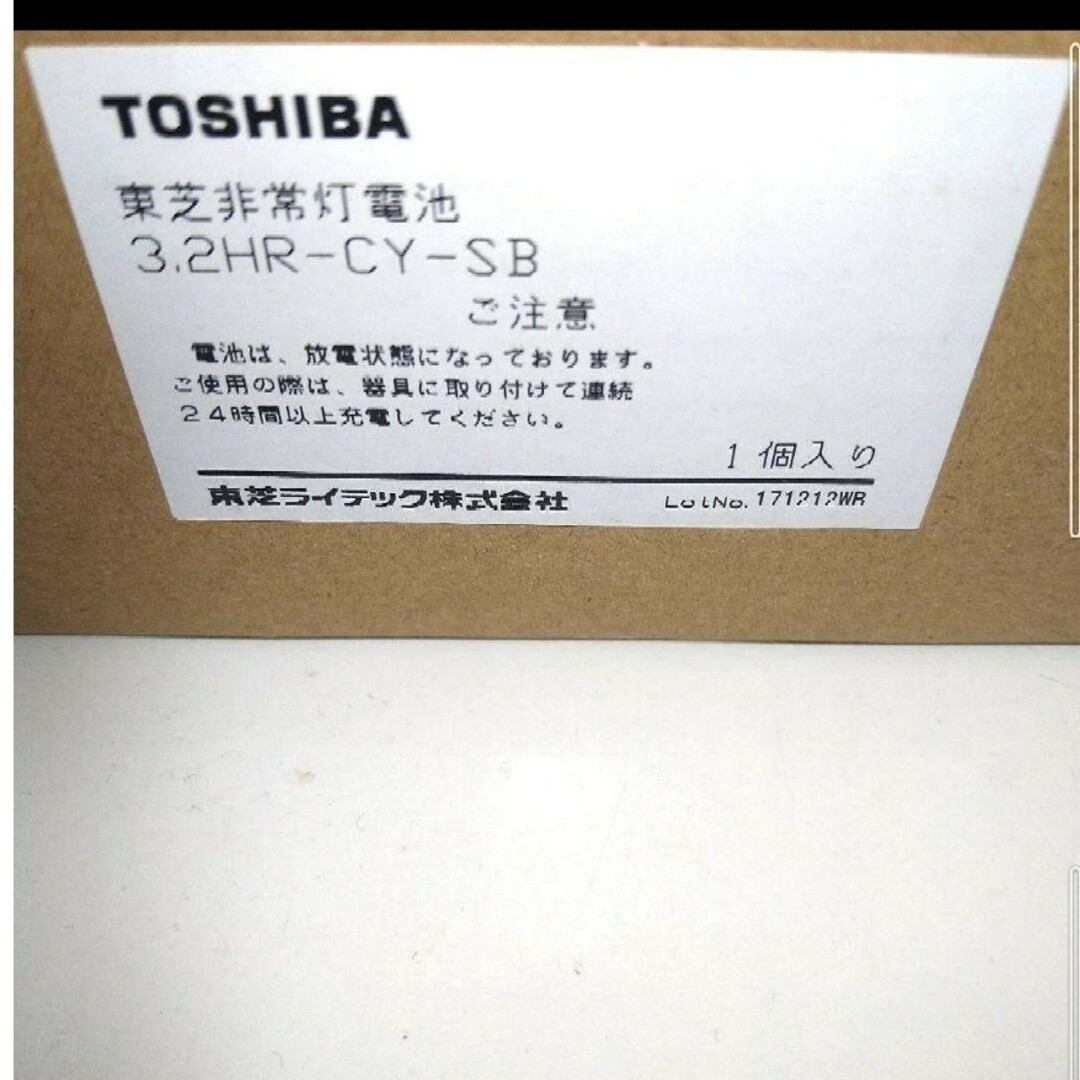 TOSHIBA
東芝非常灯電池
3.2HR-CY-SB
ご注意
電池は、放電状態になっております。
ご使用の際は、器具に取り付けて連続
24時間以上充電してください。
1個入り
東芝ライテック株式会社 LotNo. 171212WR